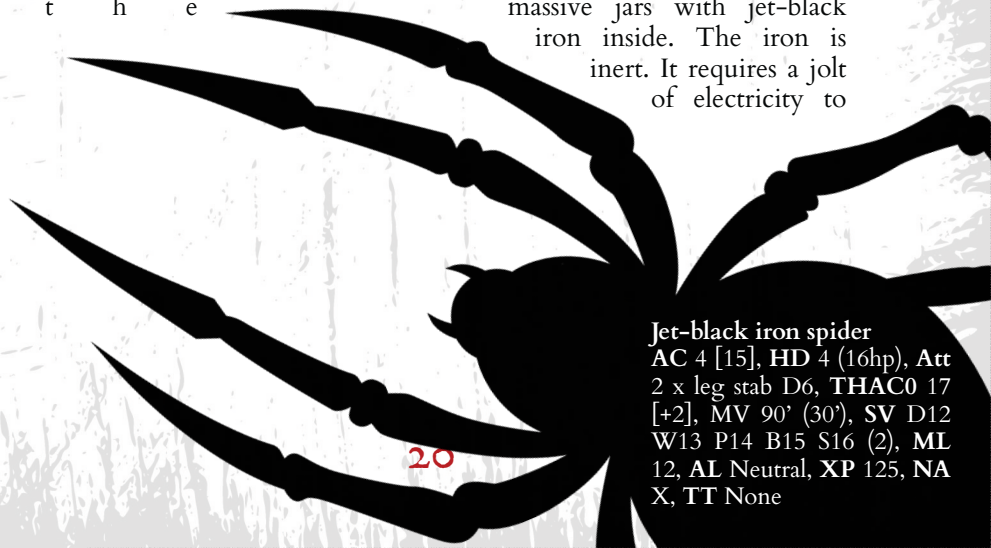 t h e
massive jars with jet-black
iron inside. The iron is
inert. It requires a jolt
of electricity to
Jet-black iron spider
AC 4 [15], HD 4 (16hp), Att
2 x leg stab D6, THAC0 17
[+2], MV 90’ (30’), SV D12
W13 P14 B15 S16 (2), ML
12, AL Neutral, XP 125, NA
X, TT None
20